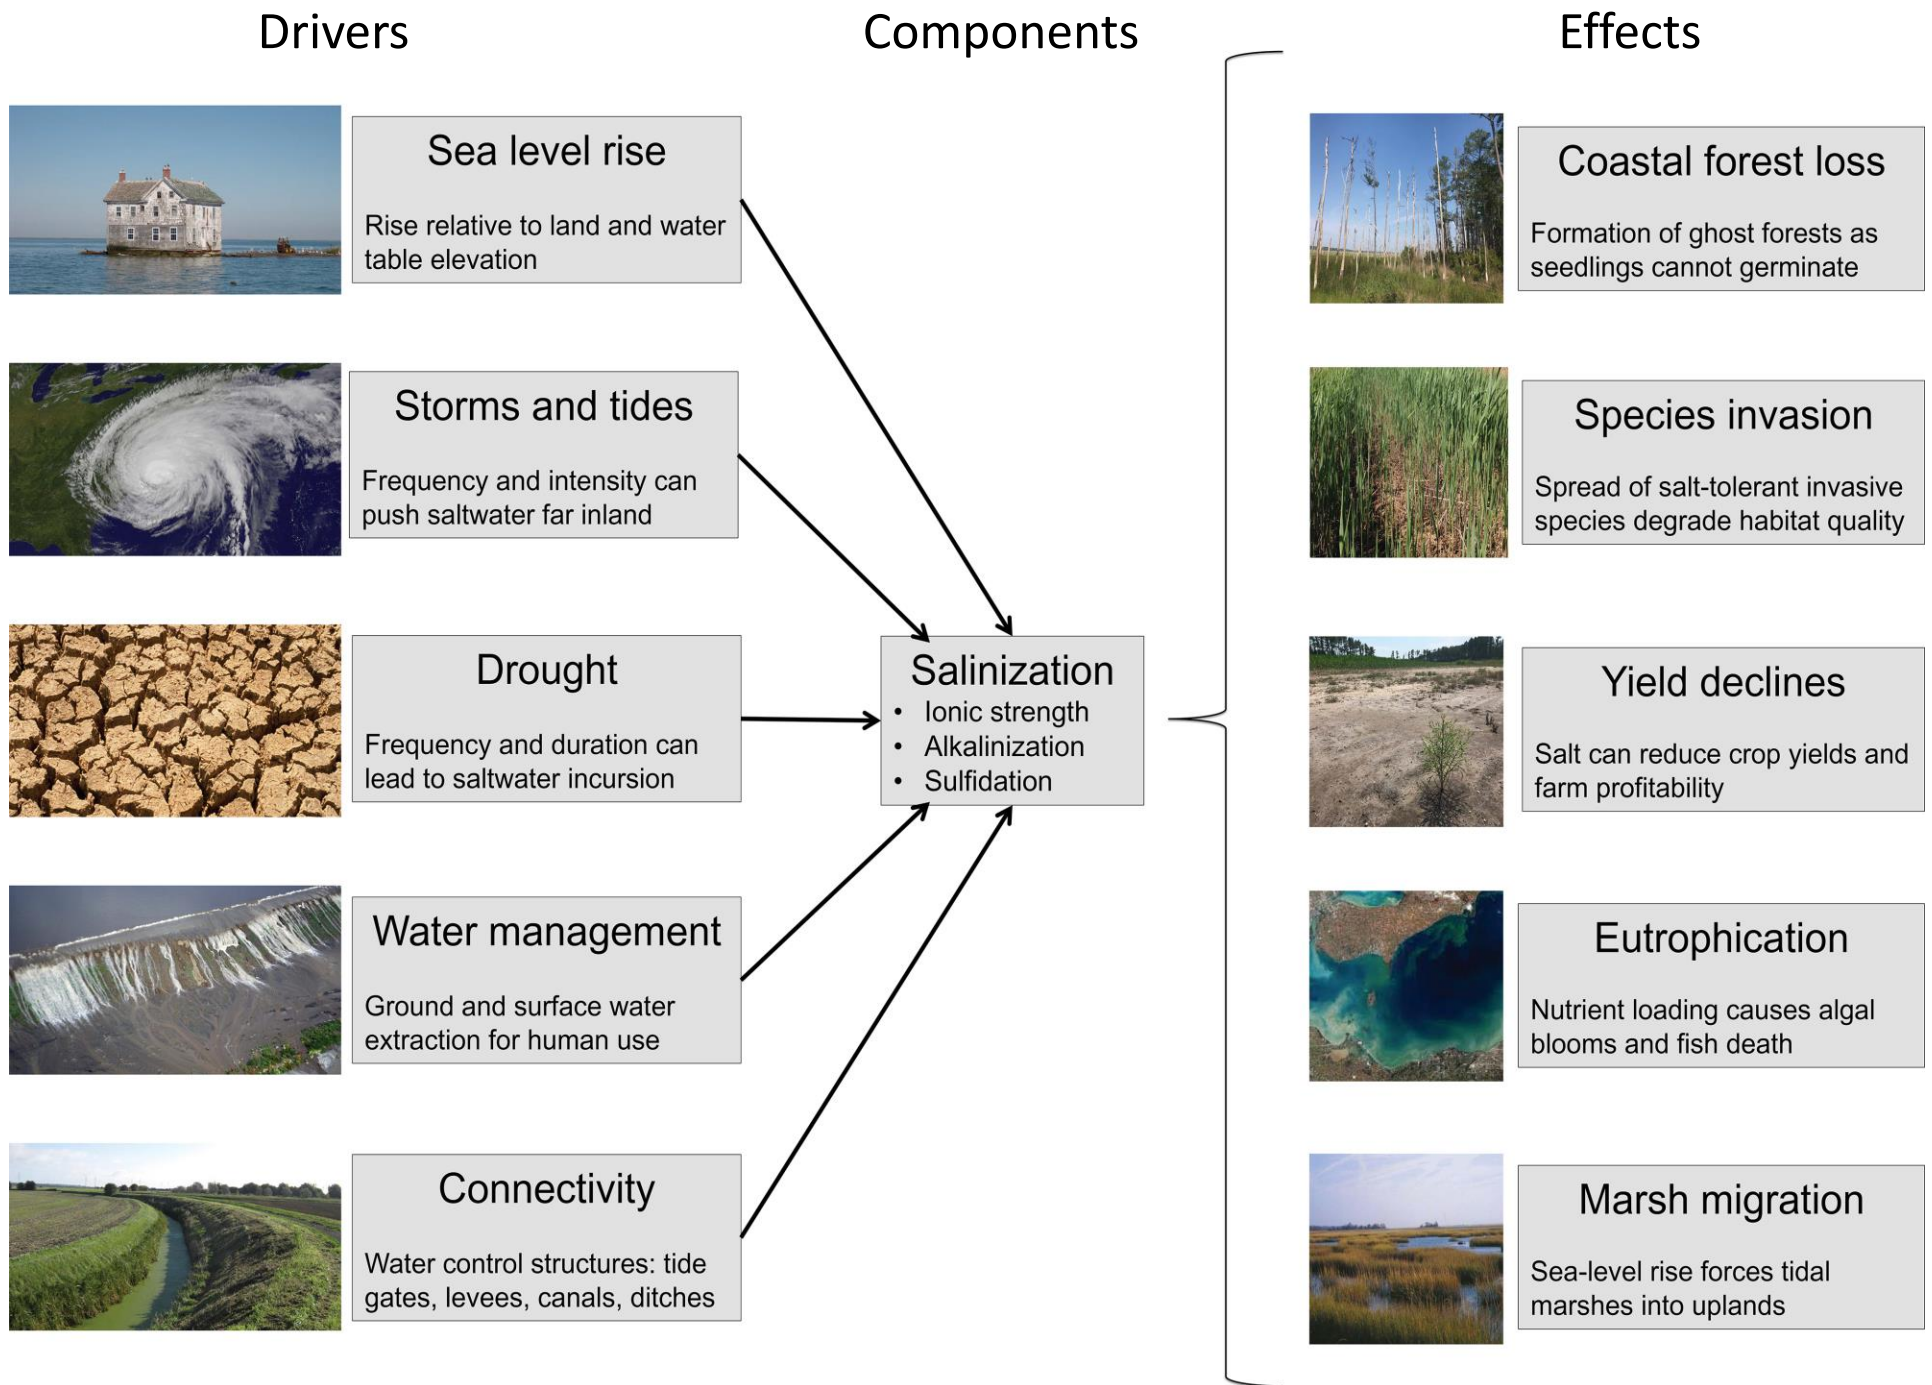 Drivers
Components
Effects
Sea level rise
Rise relative to land and water
table elevation
Storms and tides
Frequency and intensity can
push saltwater far inland
Drought
Frequency and duration can
lead to saltwater incursion
Water management
Ground and surface water
extraction for human use
Connectivity
Water control structures: tide
gates, levees, canals, ditches
Salinization
• Ionic strength
• Alkalinization
• Sulfidation
Coastal forest loss
Formation of ghost forests as
seedlings cannot germinate
Species invasion
Spread of salt-tolerant invasive
species degrade habitat quality
Yield declines
Salt can reduce crop yields and
farm profitability
Eutrophication
Nutrient loading causes algal
blooms and fish death
Marsh migration
Sea-level rise forces tidal
marshes into uplands